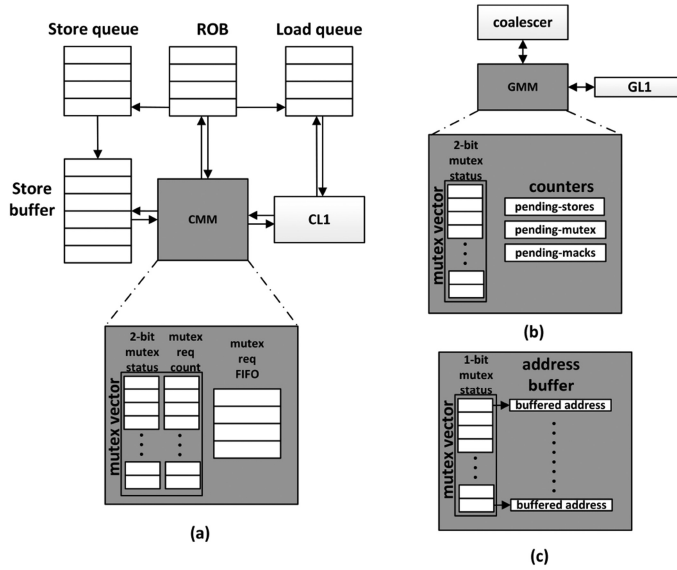 Store queue
ROB
Load queue
Store
buffer
CMM
CL1
mutex vector
2-bit
mutex
status
mutex
req
count
mutex
req
FIFO
(a)
coalescer
GMM
GL1
mutex vector
2-bit
mutex
status
counters
pending-stores
pending-mutex
pending-macks
(b)
mutex vector
1-bit
mutex
status
address
buffer
buffered address
buffered address
(c)